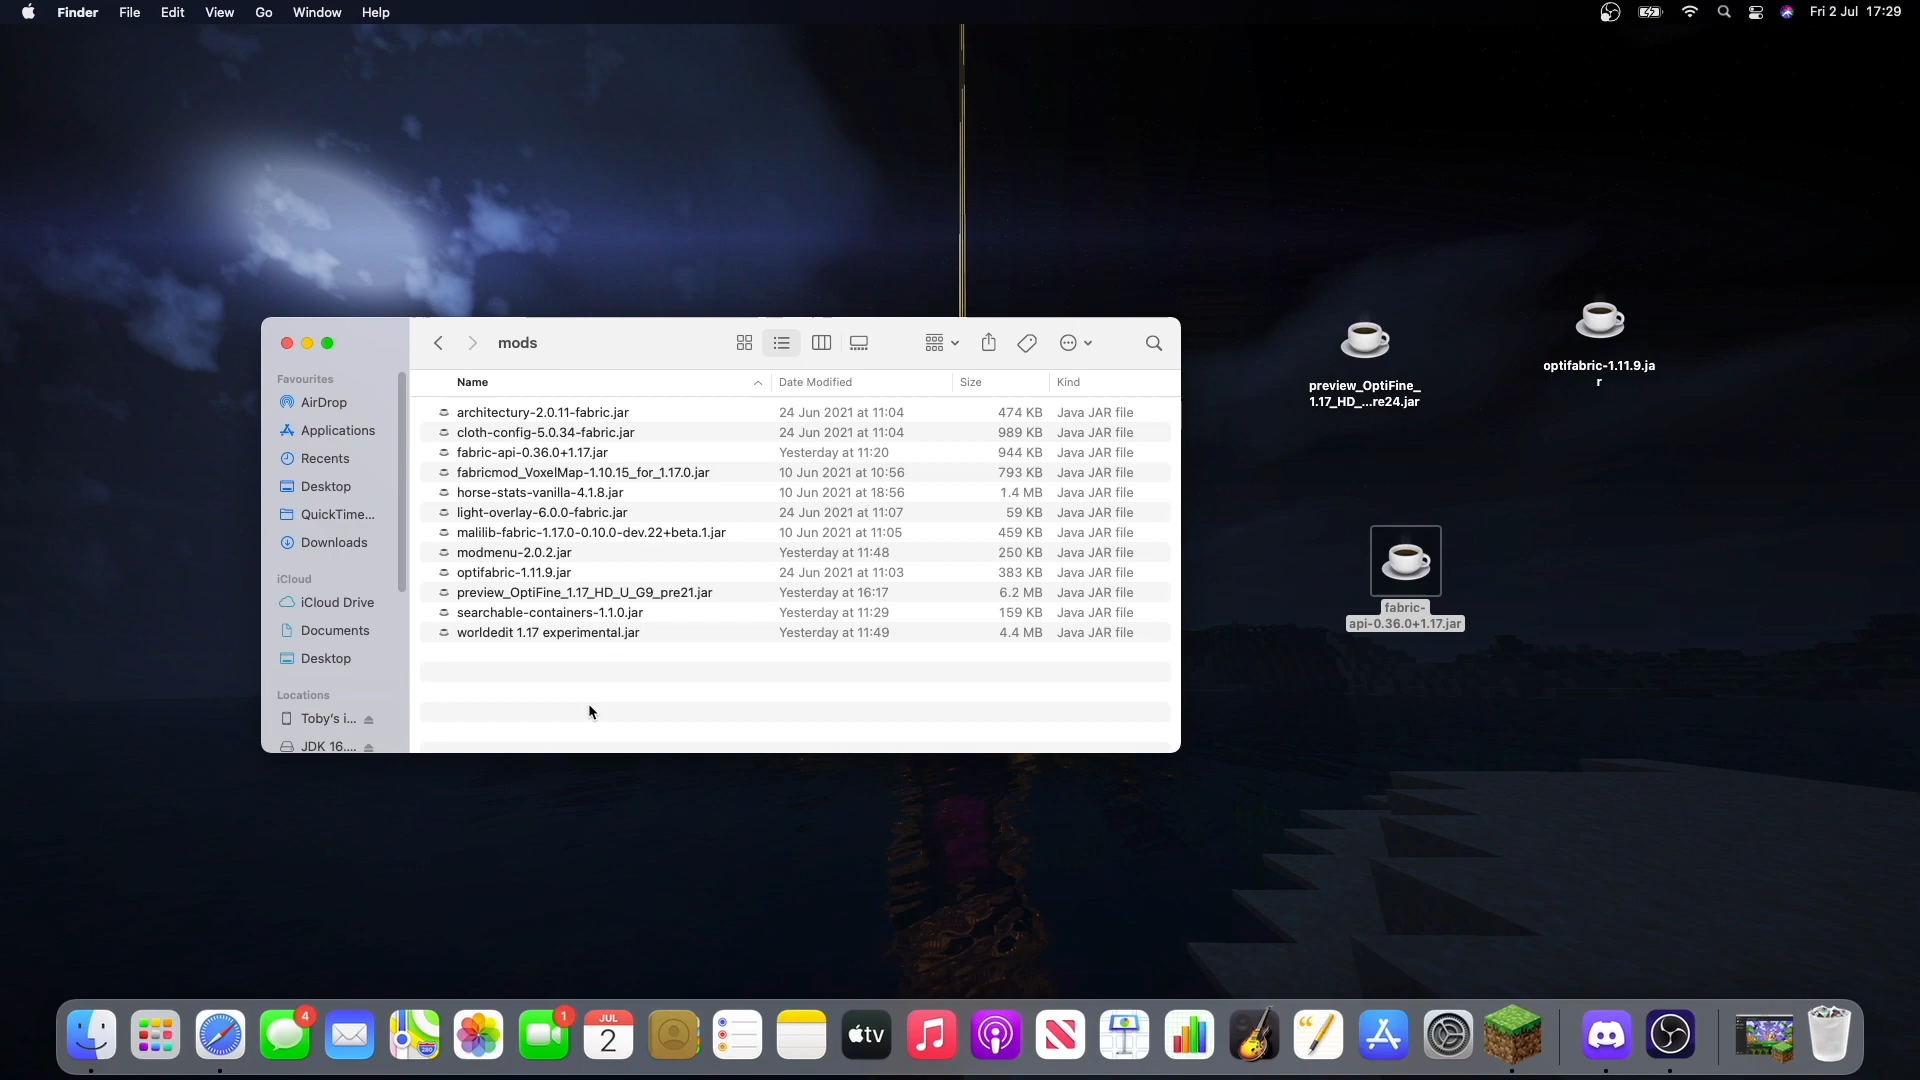 Finder File Edit View Go Window Help
Fri 2 Jul 17:29
mods
Favourites
AirDrop
Applications
Recents
Desktop
QuickTime...
Downloads
iCloud
iCloud Drive
Documents
Desktop
Locations
Toby's i...
JDK 16....
Name Date Modified Size Kind
architectury-2.0.11-fabric.jar 24 Jun 2021 at 11:04 474 KB Java JAR file
cloth-config-5.0.34-fabric.jar 24 Jun 2021 at 11:04 989 KB Java JAR file
fabric-api-0.36.0+1.17.jar Yesterday at 11:20 944 KB Java JAR file
fabricmod_VoxelMap-1.10.15_for_1.17.0.jar 10 Jun 2021 at 10:56 793 KB Java JAR file
horse-stats-vanilla-4.1.8.jar 10 Jun 2021 at 18:56 1.4 MB Java JAR file
light-overlay-6.0.0-fabric.jar 24 Jun 2021 at 11:07 59 KB Java JAR file
malilib-fabric-1.17.0-0.10.0-dev.22+beta.1.jar 10 Jun 2021 at 11:05 459 KB Java JAR file
modmenu-2.0.2.jar Yesterday at 11:48 250 KB Java JAR file
optifabric-1.11.9.jar 24 Jun 2021 at 11:03 383 KB Java JAR file
preview_OptiFine_1.17_HD_U_G9_pre21.jar Yesterday at 16:17 6.2 MB Java JAR file
searchable-containers-1.1.0.jar Yesterday at 11:29 159 KB Java JAR file
worldedit 1.17 experimental.jar Yesterday at 11:49 4.4 MB Java JAR file
preview_OptiFine_
1.17_HD_...re24.jar
optifabric-1.11.9.ja
r
fabric-
api-0.36.0+1.17.jar
4
280
1
JUL
2
tv